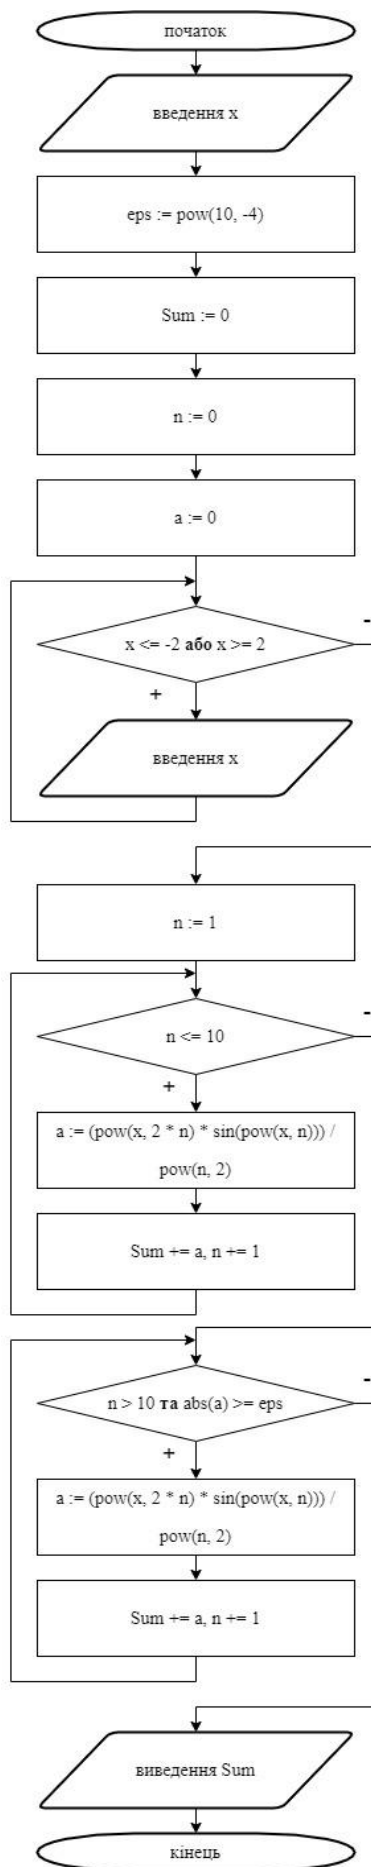 початок
введення x
eps := pow(10, -4)
Sum := 0
n := 0
a := 0
x <= -2 або x >= 2
-
+
введення x
n := 1
n <= 10
-
+
a := (pow(x, 2 * n) * sin(pow(x, n))) /
pow(n, 2)
Sum += a, n += 1
n > 10 та abs(a) >= eps
-
+
a := (pow(x, 2 * n) * sin(pow(x, n))) /
pow(n, 2)
Sum += a, n += 1
виведення Sum
кінець